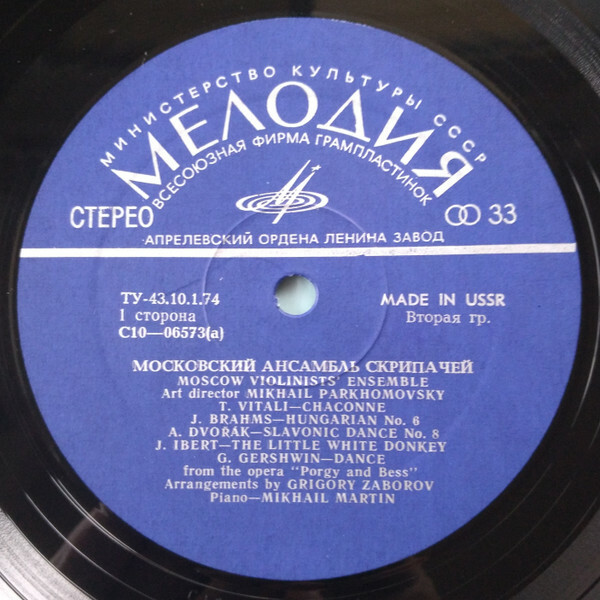 МИНИСТЕРСТВО КУЛЬТУРЫ СССР
МЕЛОДИЯ
ВСЕСОЮЗНАЯ ФИРМА ГРАМПЛАСТИНОК
СТЕРЕО
33
АПРЕЛЕВСКИЙ ОРДЕНА ЛЕНИНА ЗАВОД
ТУ-43.10.1.74
MADE IN USSR
I сторона
Вторая гр.
С10—06573(а)
МОСКОВСКИЙ АНСАМБЛЬ СКРИПАЧЕЙ
MOSCOW VIOLINISTS' ENSEMBLE
Art director MIKHAIL PARKHOMOVSKY
T. VITALI—CHACONNE
J. BRAHMS—HUNGARIAN No. 6
A. DVOŘÁK—SLAVONIC DANCE No. 8
J. IBERT—THE LITTLE WHITE DONKEY
G. GERSHWIN—DANCE
from the opera "Porgy and Bess"
Arrangements by GRIGORY ZABOROV
Piano—MIKHAIL MARTIN